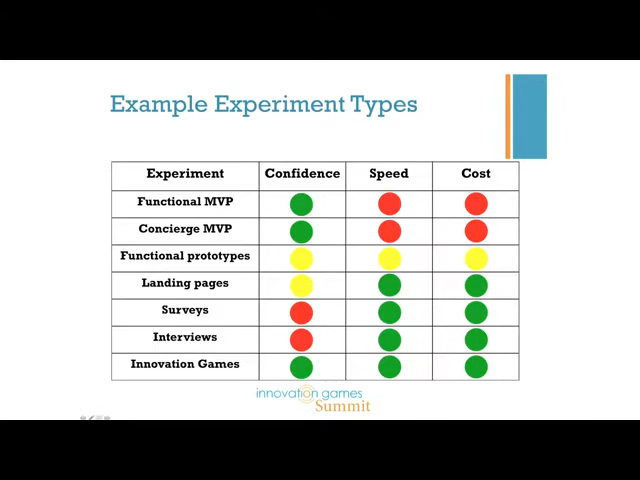 Example Experiment Types
Experiment Confidence Speed Cost
Functional MVP
Concierge MVP
Functional prototypes
Landing pages
Surveys
Interviews
Innovation Games
innovation games
Summit